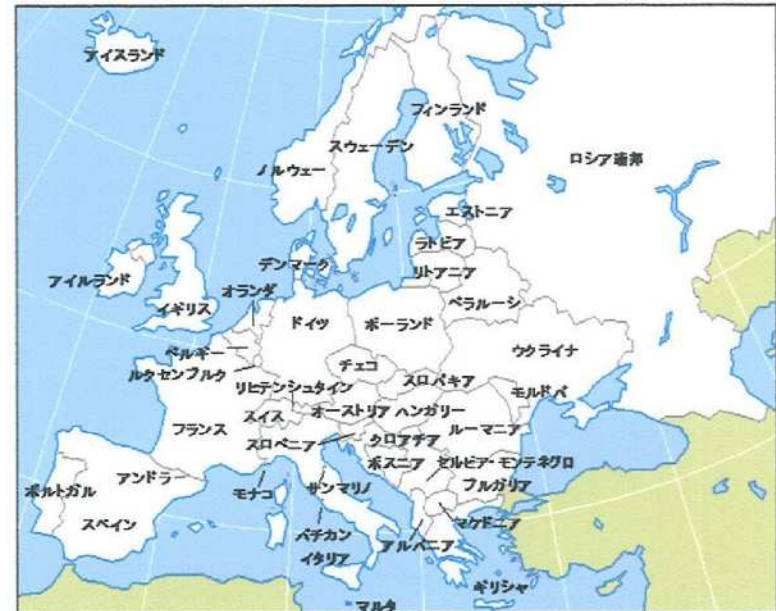 アイスランド
フィンランド
スウェーデン
ノルウェー
ロシア連邦
エストニア
ラトビア
デンマーク
リトアニア
アイルランド
オランダ
イギリス
ベラルーシ
ドイツ
ポーランド
ベルギー
ウクライナ
チェコ
ルクセンブルク
スロバキア
リヒテンシュタイン
モルドバ
オーストリア
ハンガリー
スイス
フランス
ルーマニア
スロベニア
クロアチア
ボスニア
セルビア・モンテネグロ
アンドラ
モナコ
サンマリノ
ブルガリア
ポルトガル
スペイン
バチカン
マケドニア
イタリア
アルバニア
ギリシャ
マルタ